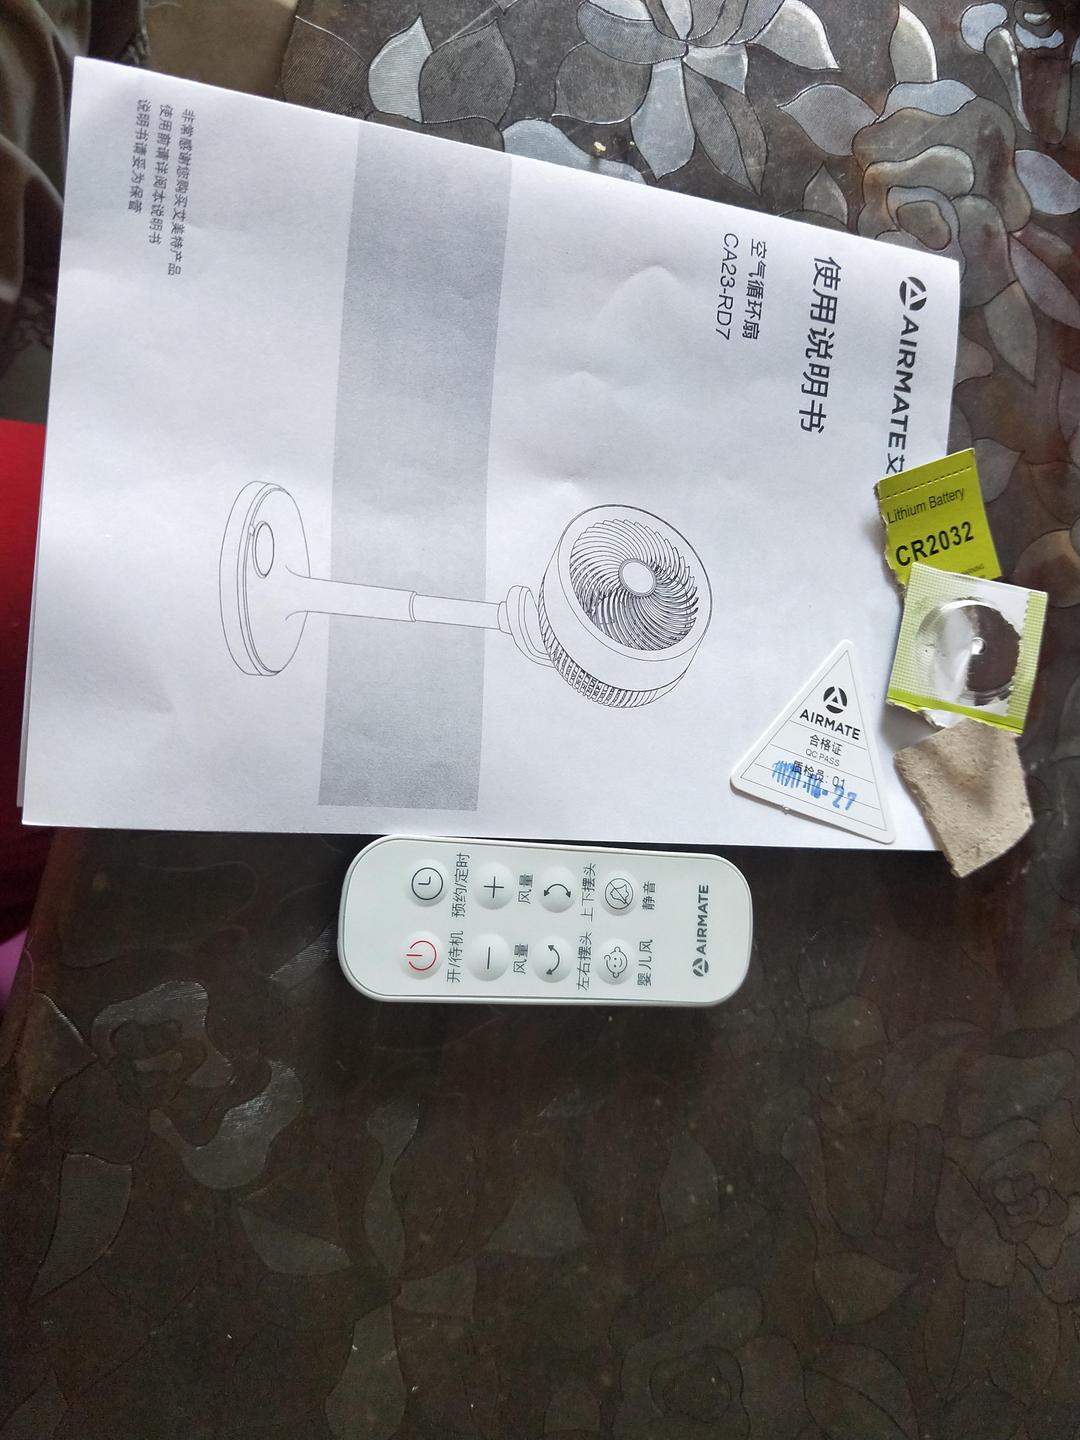 AIRMATE 艾
使用说明书
空气循环扇
CA23-RD7
非常感谢您购买艾美特产品
使用前请详阅本说明书
说明书请妥为保管
Lithium Battery
CR2032
AIRMATE
合格证
QC PASS
质检员: 01
开/待机
预约/定时
风量
风量
左右摆头
上下摆头
婴儿风
静音
AIRMATE